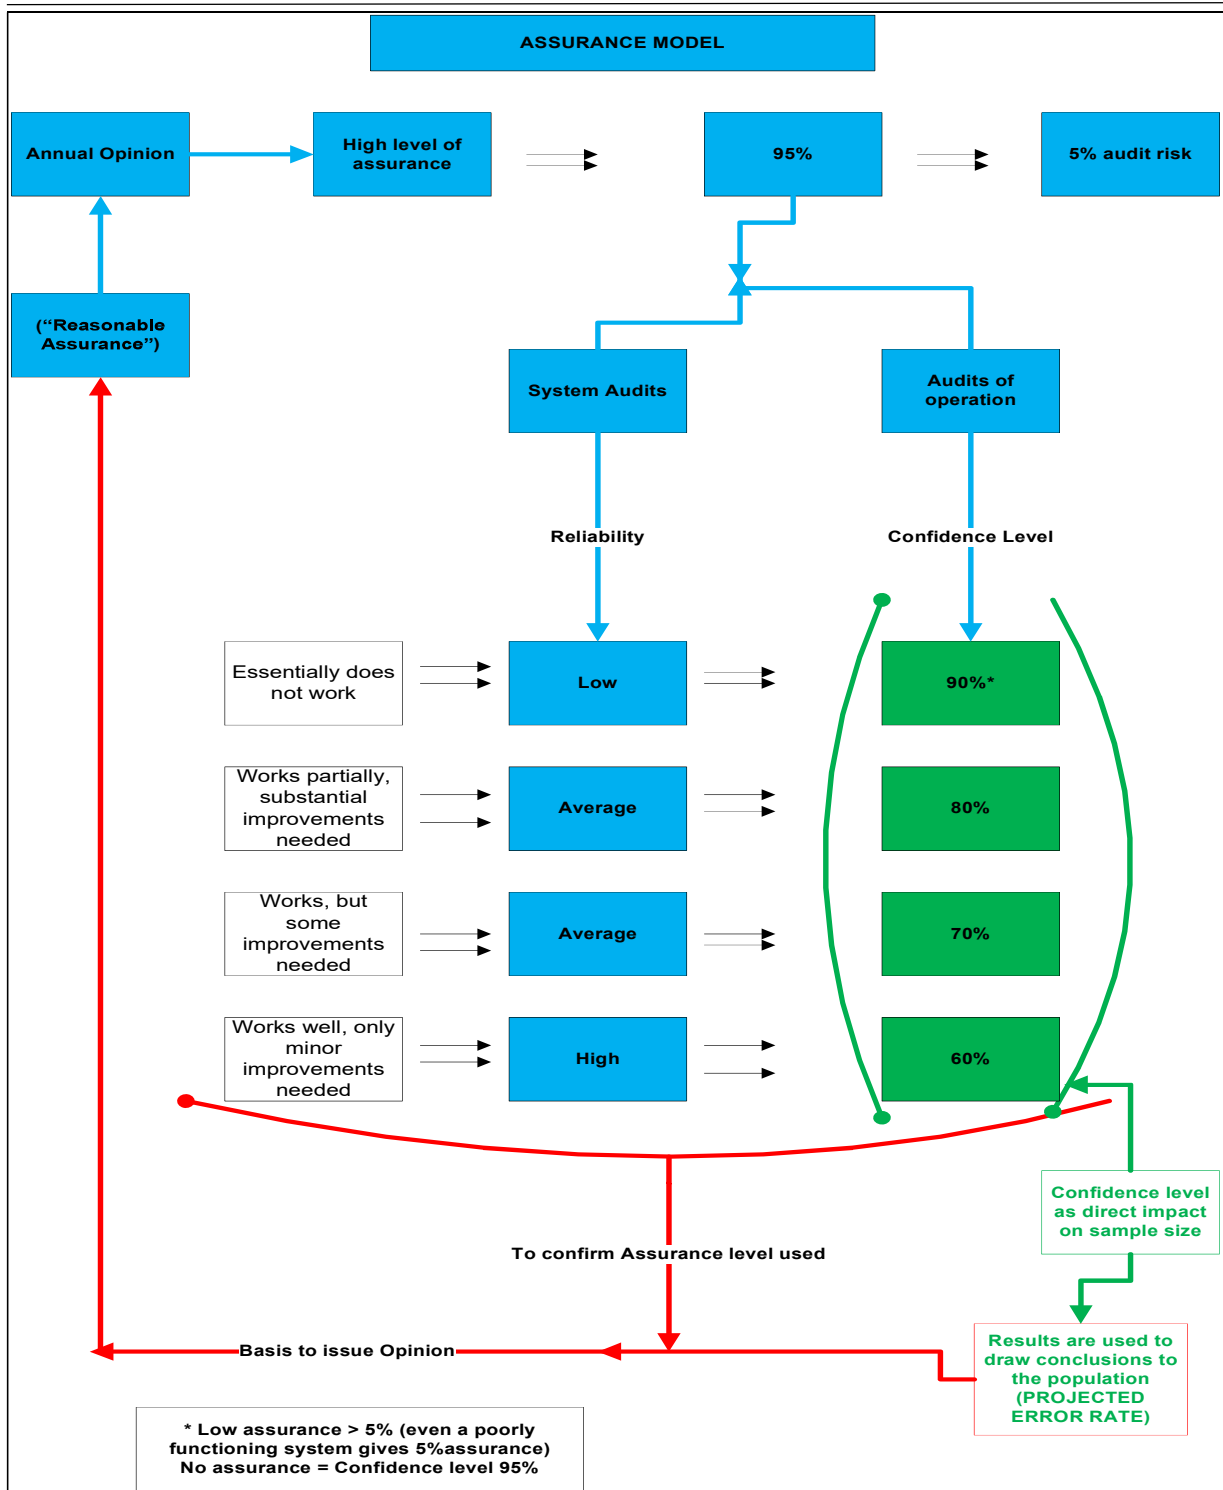 ASSURANCE MODEL
Annual Opinion
High level of
assurance
95%
5% audit risk
(“Reasonable
Assurance”)
System Audits
Audits of
operation
Reliability
Confidence Level
Essentially does
not work
Low
90%*
Works partially,
substantial
improvements
needed
Average
80%
Works, but
some
improvements
needed
Average
70%
Works well, only
minor
improvements
needed
High
60%
Confidence level
as direct impact
on sample size
To confirm Assurance level used
Basis to issue Opinion
Results are used to
draw conclusions to
the population
(PROJECTED
ERROR RATE)
* Low assurance > 5% (even a poorly
functioning system gives 5%assurance)
No assurance = Confidence level 95%